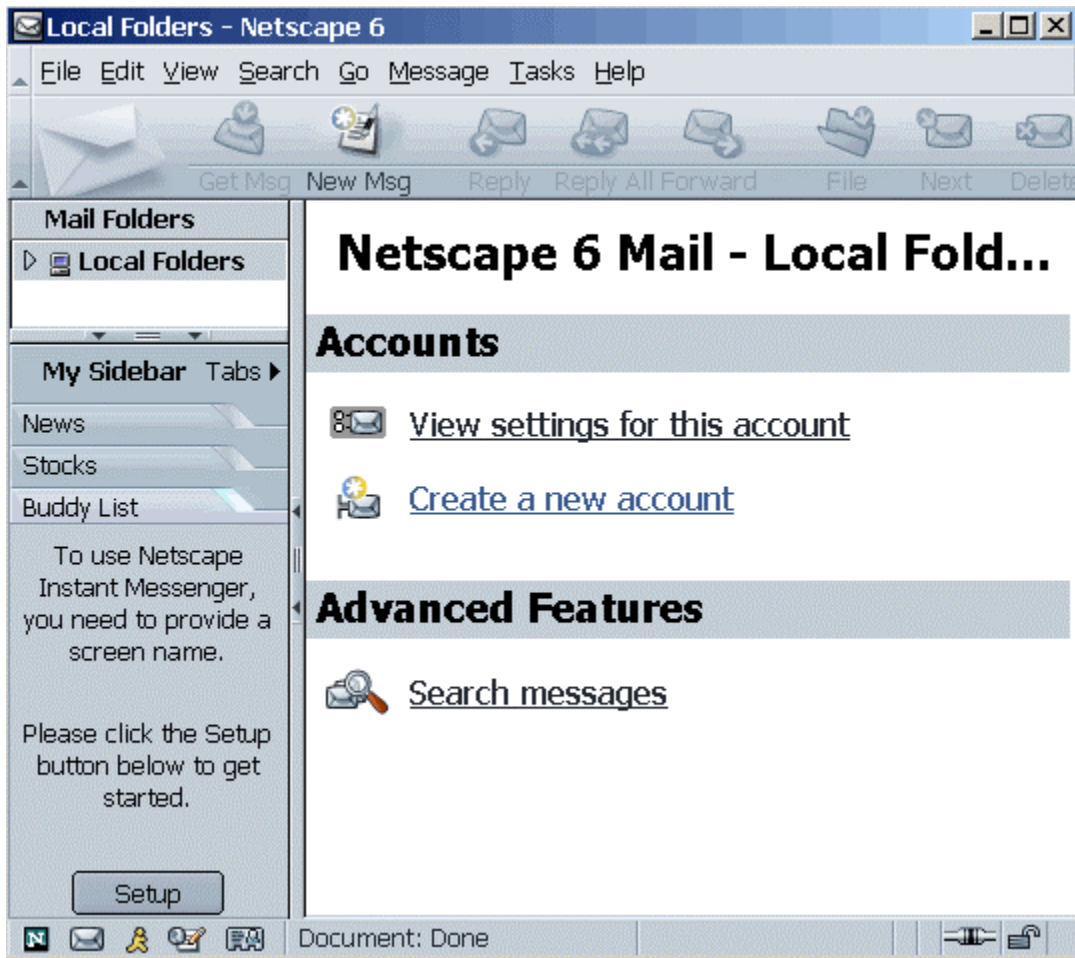 Local Folders - Netscape 6
File Edit View Search Go Message Tasks Help
Get Msg New Msg Reply Reply All Forward File Next Delete
Mail Folders
Local Folders
My Sidebar Tabs
News
Stocks
Buddy List
To use Netscape
Instant Messenger,
you need to provide a
screen name.
Please click the Setup
button below to get
started.
Setup
Netscape 6 Mail - Local Fold...
Accounts
View settings for this account
Create a new account
Advanced Features
Search messages
N
Document: Done